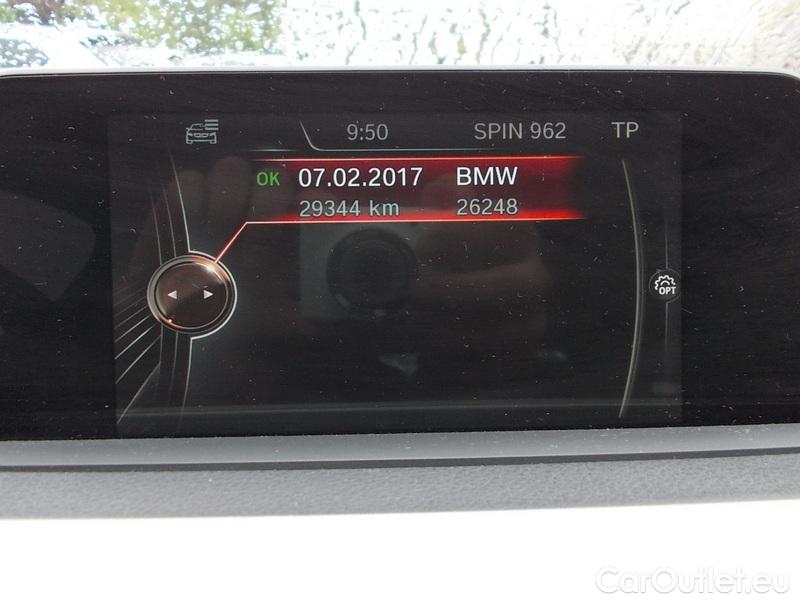 9:50 SPIN 962 TP
OK 07.02.2017 BMW
29344 km 26248
OPT
CarOutlet.eu